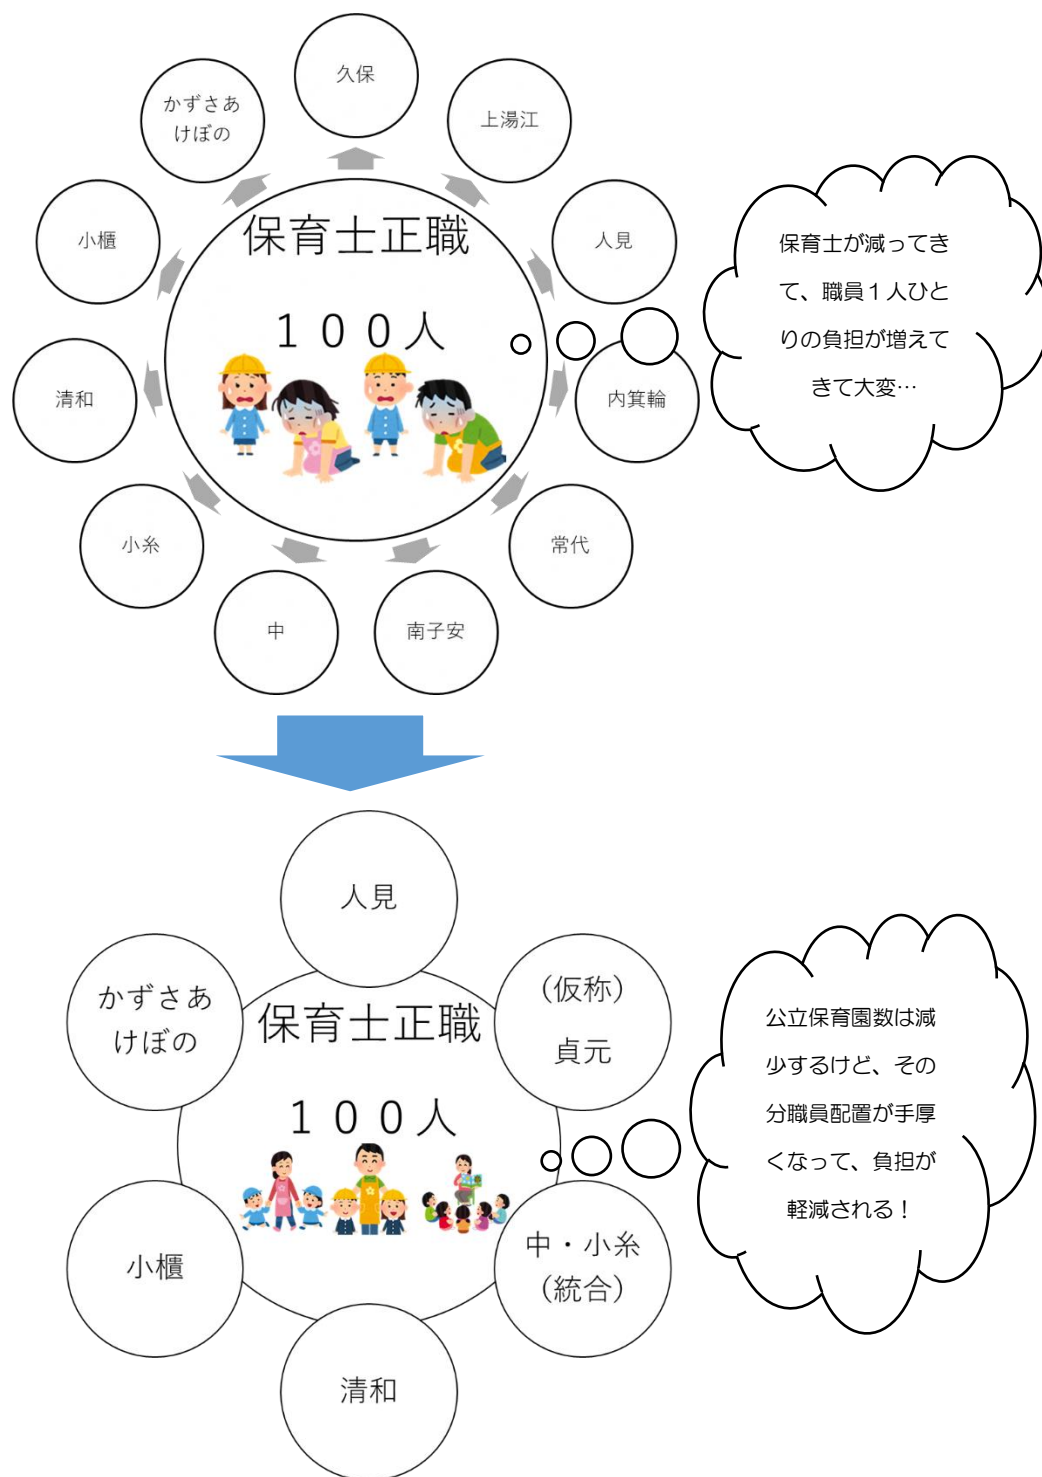 久保
かずさあ
けぼの
上湯江
小櫃
人見
保育士正職
１００人
清和
内箕輪
小糸
常代
中
南子安
保育士が減ってき
て、職員１人ひと
りの負担が増えて
きて大変…
人見
かずさあ
けぼの
（仮称）
貞元
保育士正職
１００人
小櫃
中・小糸
（統合）
清和
公立保育園数は減
少するけど、その
分職員配置が手厚
くなって、負担が
軽減される！